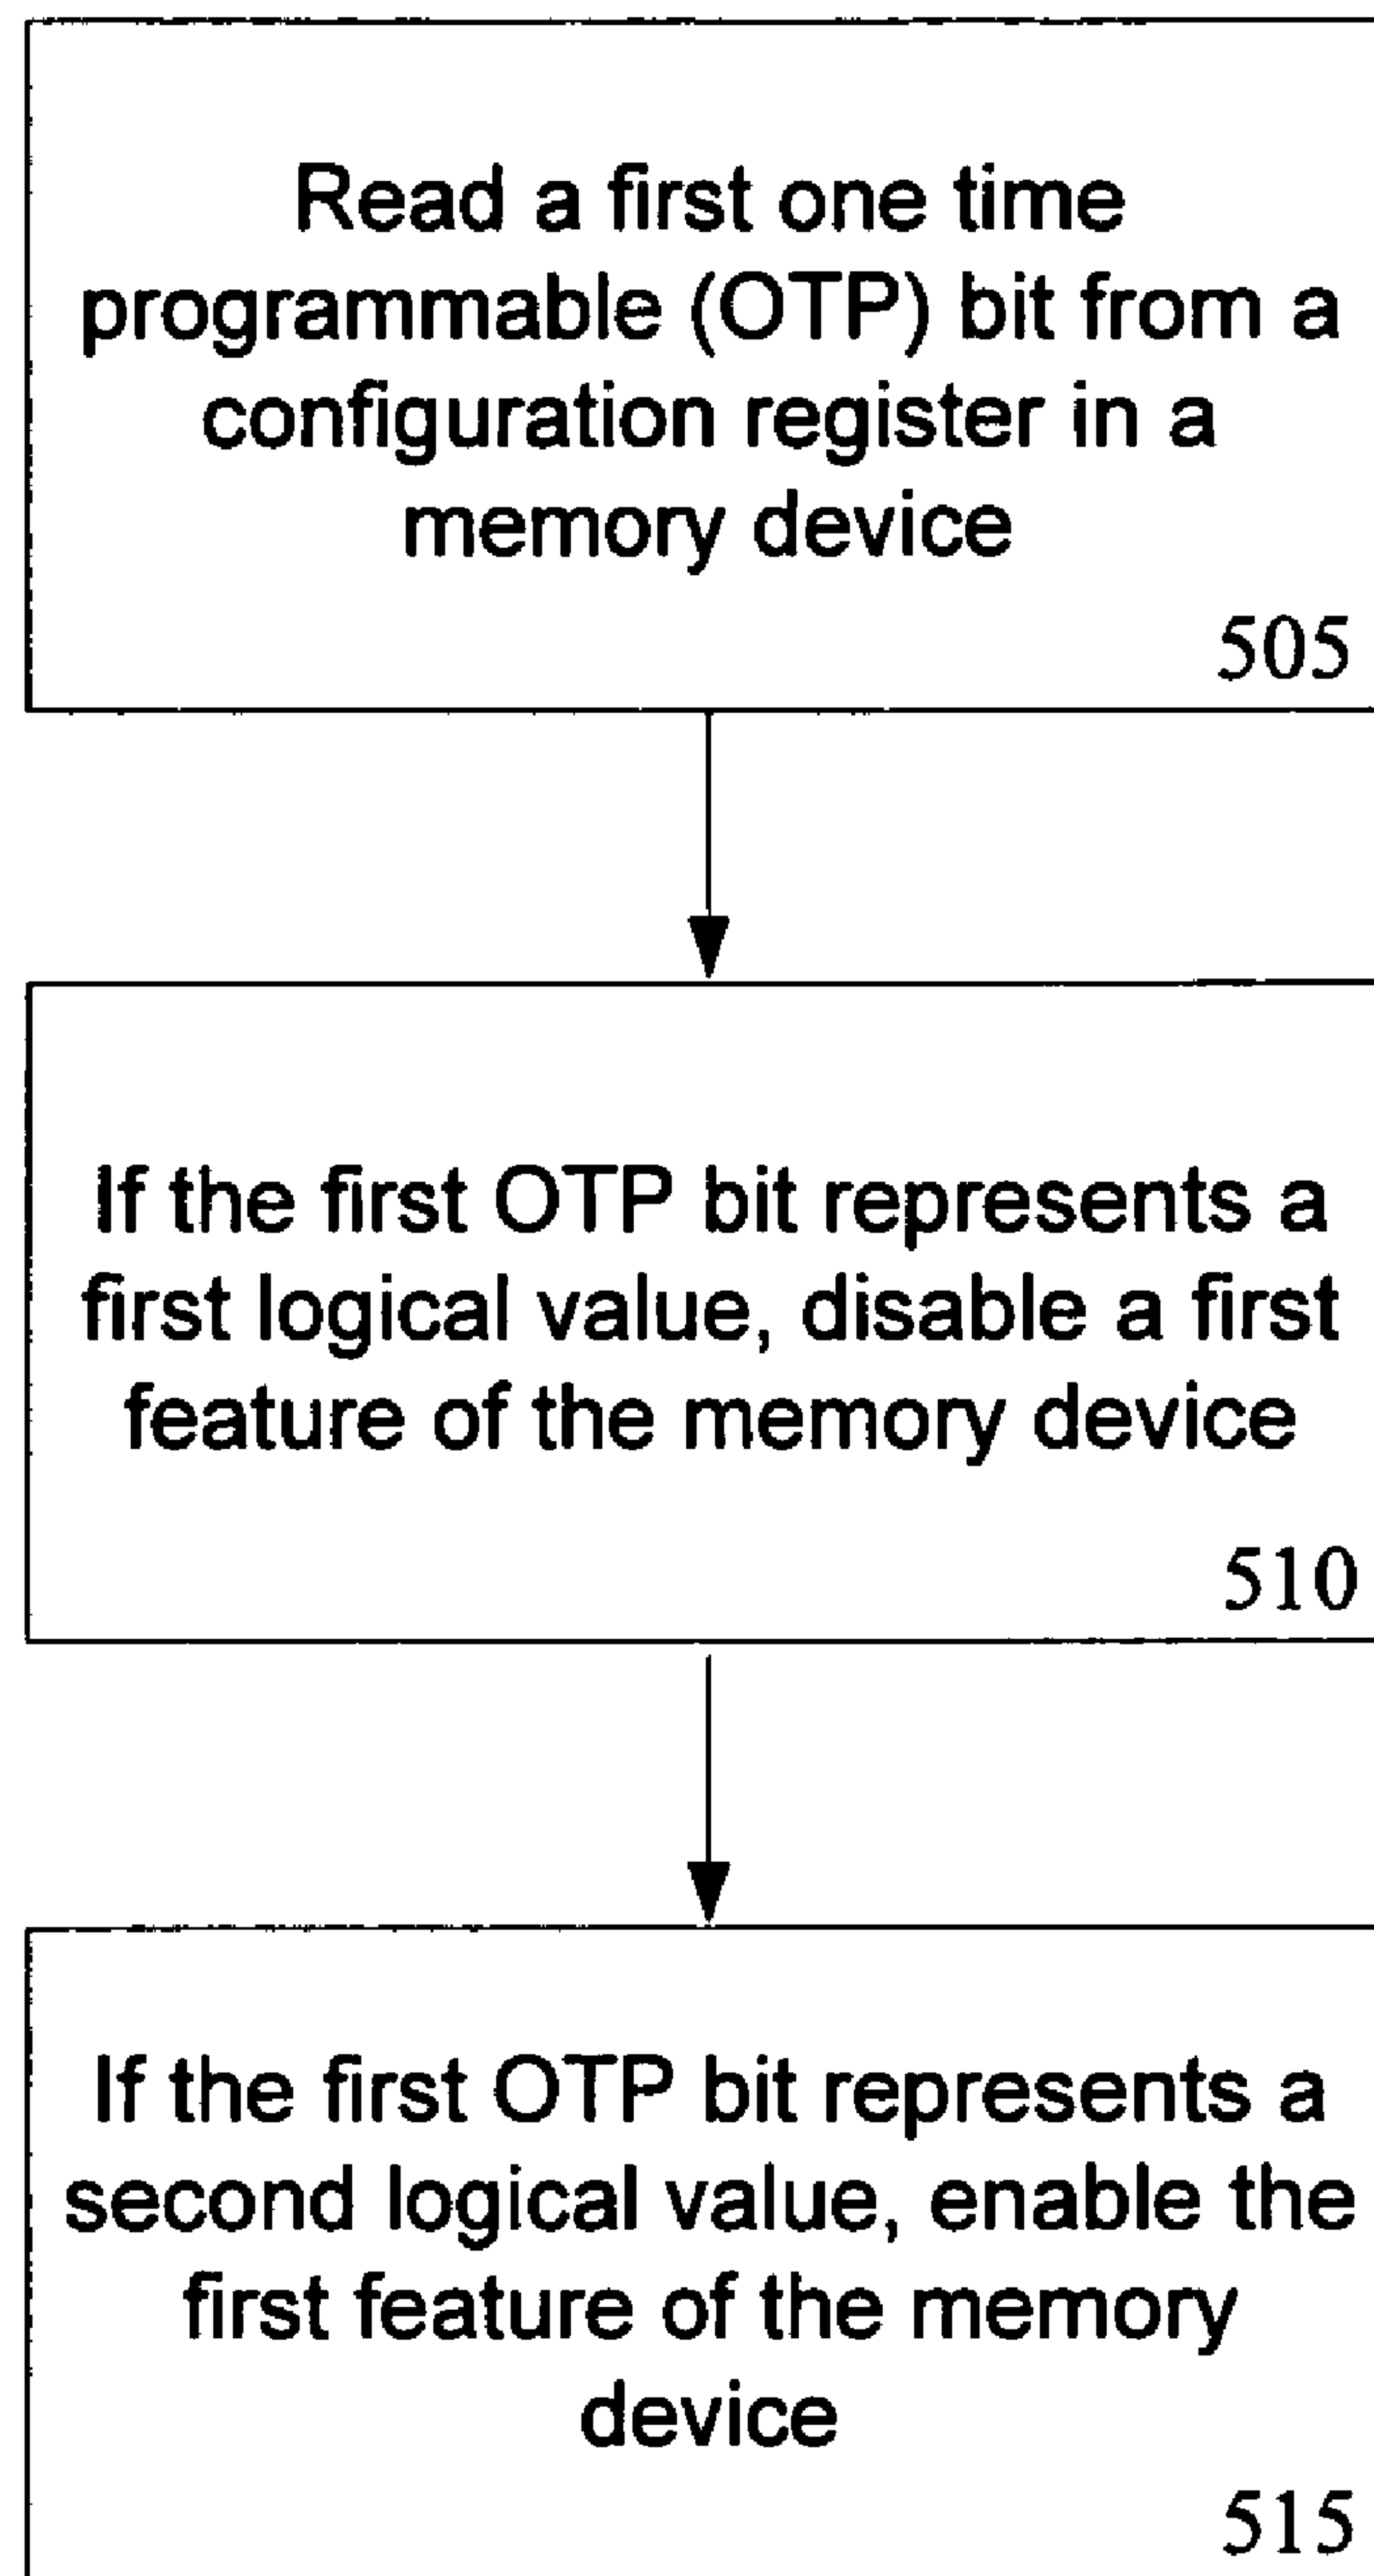 Read a first one time
programmable (OTP) bit from a
configuration register in a
memory device
505
If the first OTP bit represents a
first logical value, disable a first
feature of the memory device
510
If the first OTP bit represents a
second logical value, enable the
first feature of the memory
device
515